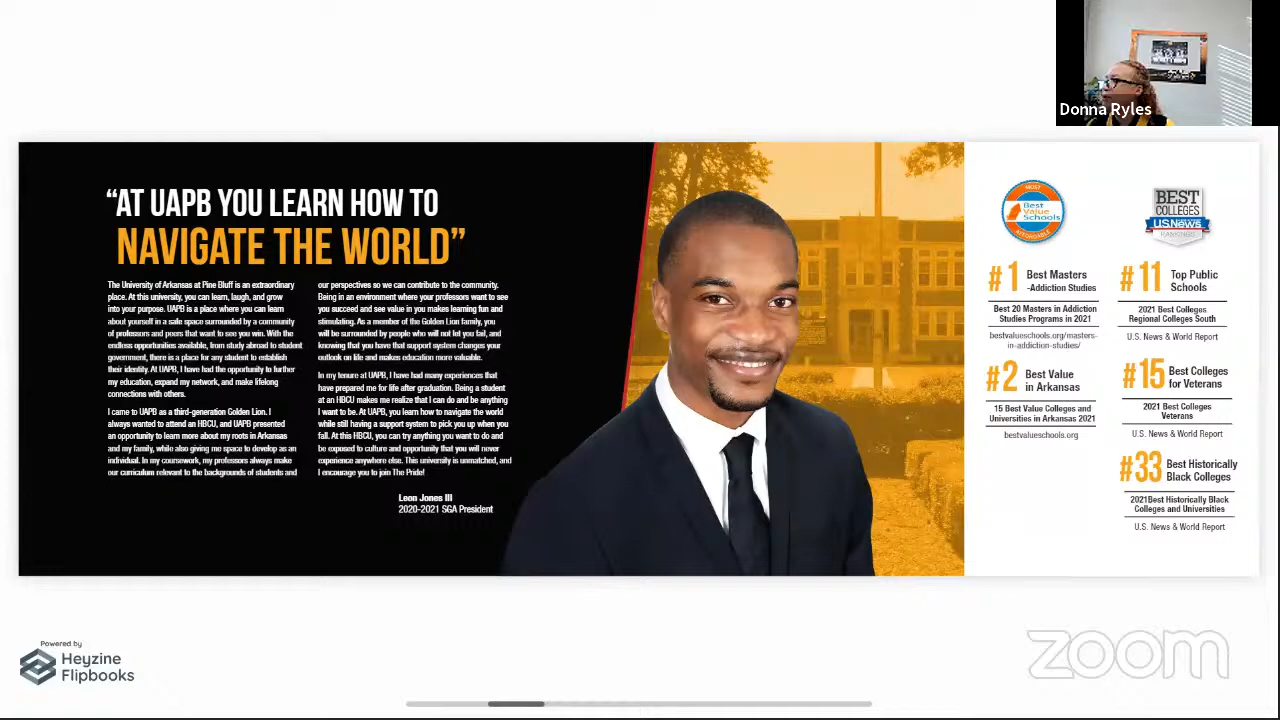 Donna Ryles
“AT UAPB YOU LEARN HOW TO
NAVIGATE THE WORLD”
The University of Arkansas at Pine Bluff is an extraordinary
place. At this university, you can learn, laugh, and grow
into your purpose. UAPB is a place where you can learn
about yourself in a safe space surrounded by a community
of professors and peers that want to see you win. With the
endless opportunities available, from study abroad to student
government, there is a place for any student to establish
their identity. At UAPB, I have had the opportunity to further
my education, expand my network, and make lifelong
connections with others.
I came to UAPB as a third-generation Golden Lion. I
always wanted to attend an HBCU, and UAPB presented
an opportunity to learn more about my roots in Arkansas
and my family, while also giving me space to develop as an
individual. In my coursework, my professors always make
our curriculum relevant to the backgrounds of students and
our perspectives so we can contribute to the community.
Being in an environment where your professors want to see
you succeed and see value in you makes learning fun and
stimulating. As a member of the Golden Lion family, you
will be surrounded by people who will not let you fail, and
knowing that you have that support system changes your
outlook on life and makes education more valuable.
In my tenure at UAPB, I have had many experiences that
have prepared me for life after graduation. Being a student
at an HBCU makes me realize that I can do and be anything
I want to be. At UAPB, you learn how to navigate the world
while still having a support system to pick you up when you
fall. At this HBCU, you can try anything you want to do and
be exposed to culture and opportunity that you will never
experience anywhere else. This university is unmatched, and
I encourage you to join The Pride!
Leon Jones III
2020-2021 SGA President
MOST
Best
Value
Schools
AFFORDABLE
#1 Best Masters
-Addiction Studies
Best 20 Masters in Addiction
Studies Programs in 2021
bestvalueschools.org/masters-
in-addiction-studies/
#2 Best Value
in Arkansas
15 Best Value Colleges and
Universities in Arkansas 2021
bestvalueschools.org
BEST
COLLEGES
U.S.News
RANKINGS
#11 Top Public
Schools
2021 Best Colleges
Regional Colleges South
U.S. News & World Report
#15 Best Colleges
for Veterans
2021 Best Colleges
Veterans
U.S. News & World Report
#33 Best Historically
Black Colleges
2021Best Historically Black
Colleges and Universities
U.S. News & World Report
Powered by
Heyzine
Flipbooks
zoom